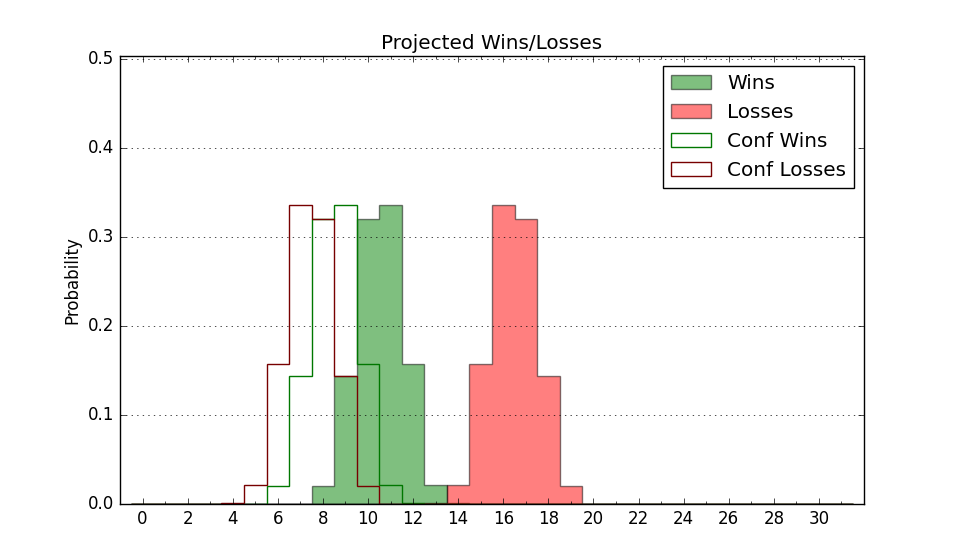 Projected Wins/Losses
0.5
0.4
0.3
0.2
0.1
0.0
Probability
Wins
Losses
Conf Wins
Conf Losses
0 2 4 6 8 10 12 14 16 18 20 22 24 26 28 30